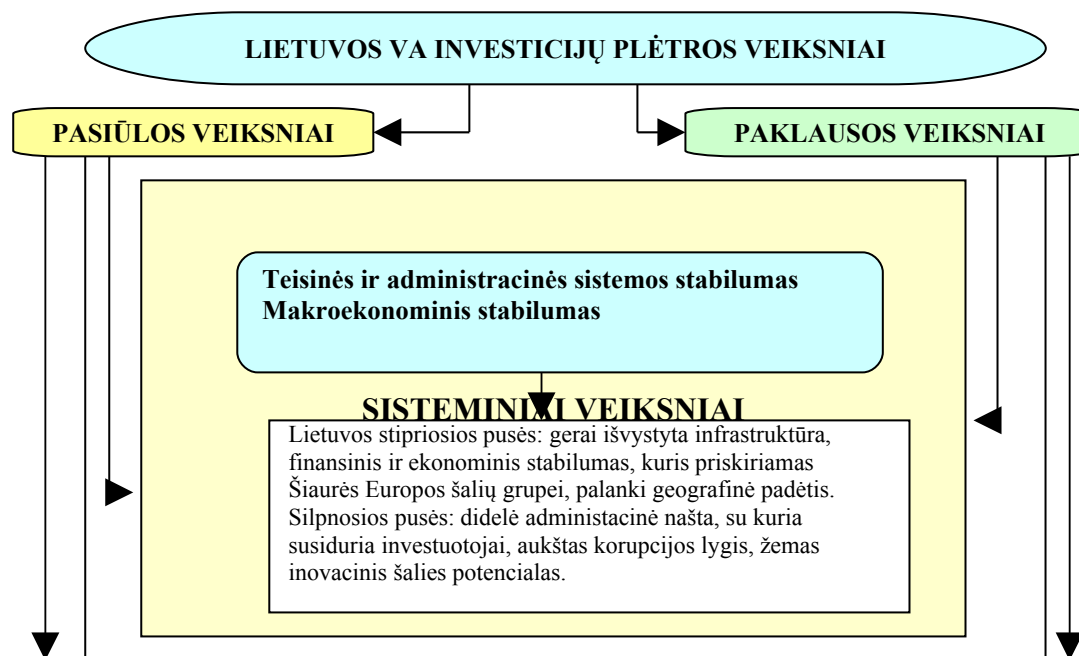 LIETUVOS VA INVESTICIJŲ PLĖTROS VEIKSNIAI
PASIŪLOS VEIKSNIAI
PAKLAUSOS VEIKSNIAI
Teisinės ir administracinės sistemos stabilumas
Makroekonominis stabilumas
SISTEMINIAI VEIKSNIAI
Lietuvos stipriosios pusės: gerai išvystyta infrastruktūra,
finansinis ir ekonominis stabilumas, kuris priskiriamas
Šiaurės Europos šalių grupei, palanki geografinė padėtis.
Silpnosios pusės: didelė administacinė našta, su kuria
susiduria investuotojai, aukštas korupcijos lygis, žemas
inovacinis šalies potencialas.